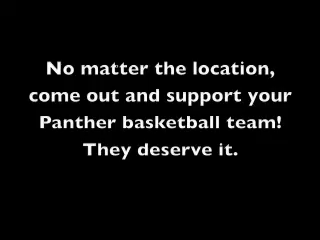 No matter the location,
come out and support your
Panther basketball team!
They deserve it.